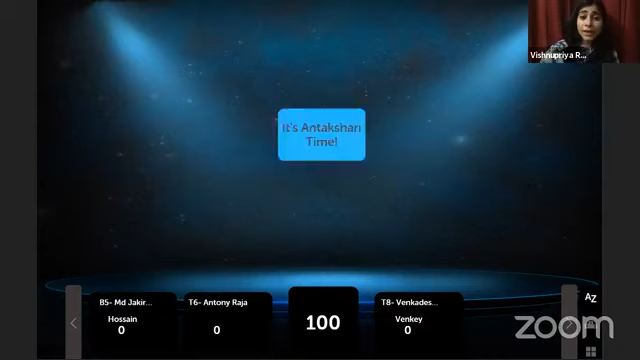 Vishnupriya R...
It's Antakshari
Time!
B5- Md Jakir...
Hossain
0
T6- Antony Raja
0
100
T8- Venkades...
Venkey
0
AZ
zoom